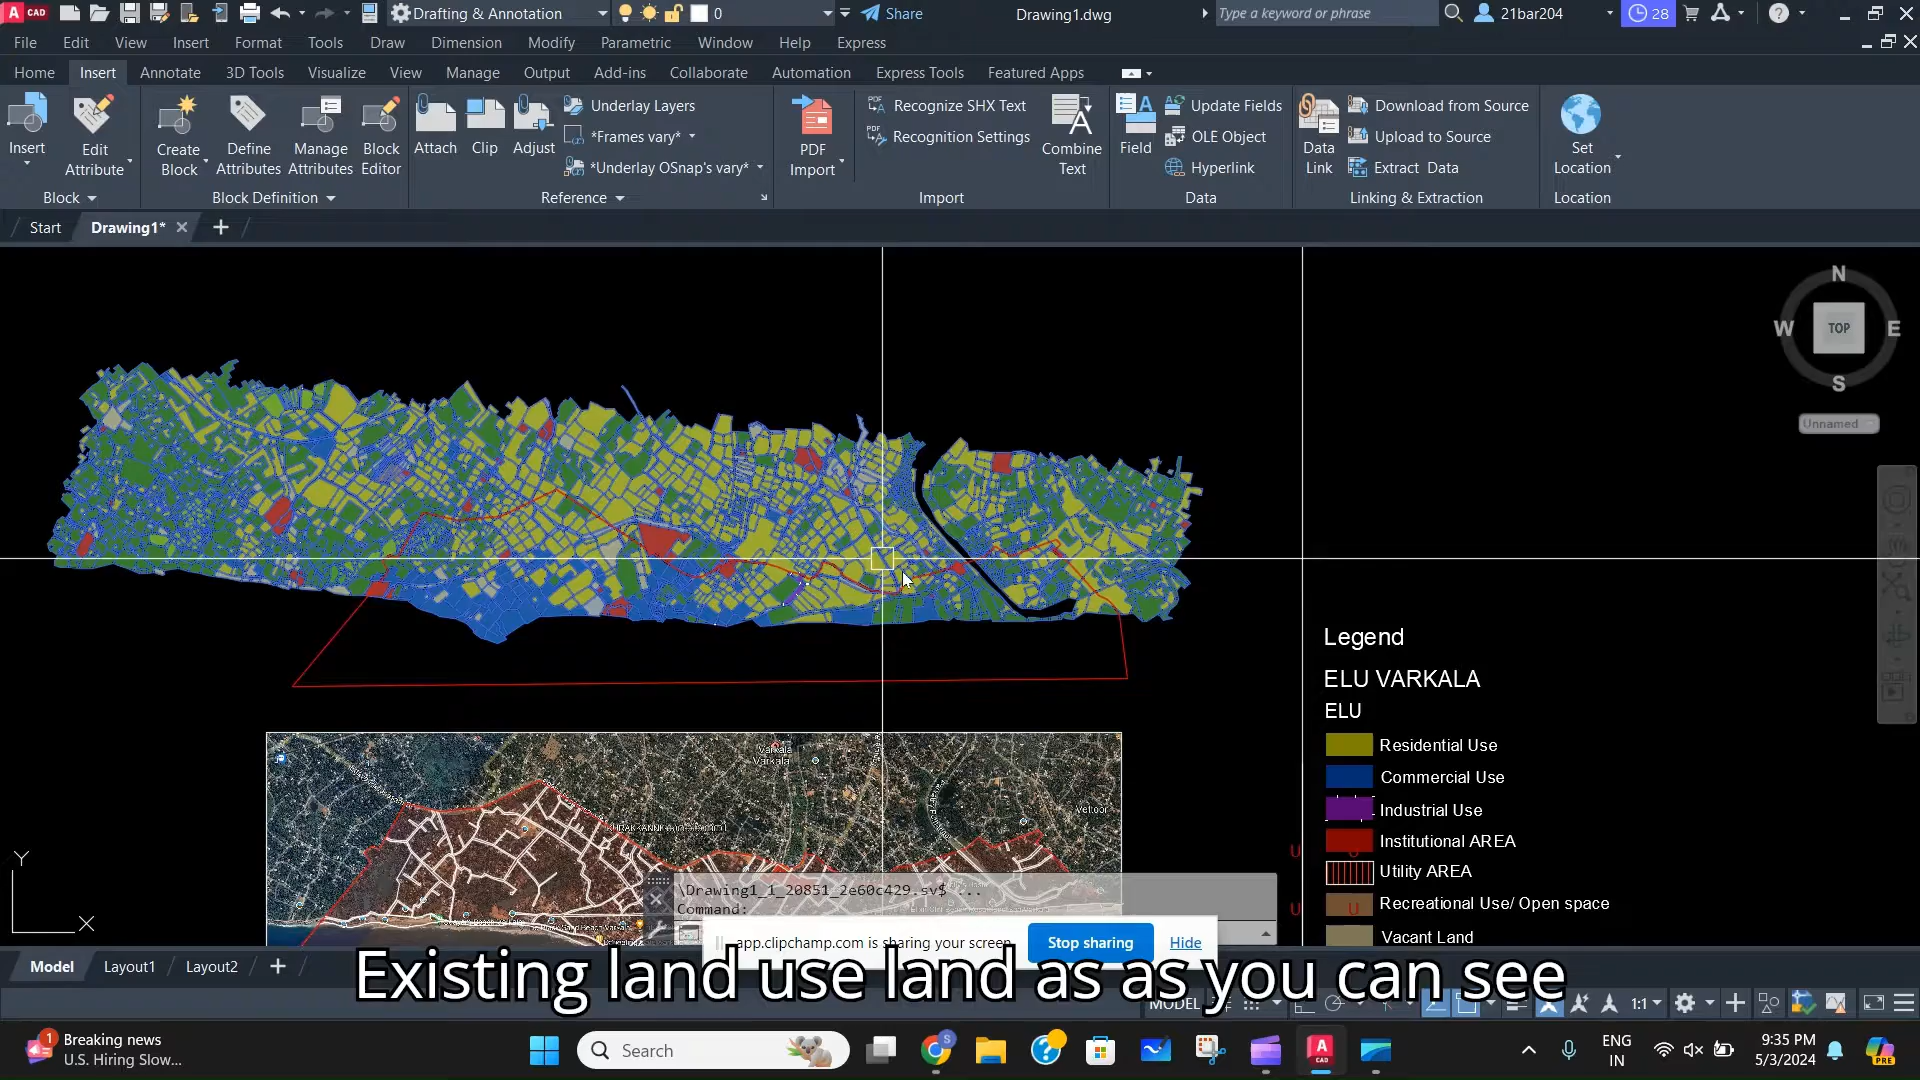 A CAD
Drafting & Annotation
0
Share
Drawing1.dwg
Type a keyword or phrase
21bar204
28
File Edit View Insert Format Tools Draw Dimension Modify Parametric Window Help Express
Home Insert Annotate 3D Tools Visualize View Manage Output Add-ins Collaborate Automation Express Tools Featured Apps
Insert
Edit
Attribute
Create
Block
Define
Attributes
Manage
Attributes
Block
Editor
Attach
Clip
Adjust
Underlay Layers
*Frames vary*
*Underlay OSnap's vary*
PDF
Import
Recognize SHX Text
Recognition Settings
Combine
Text
Field
Update Fields
OLE Object
Hyperlink
Data
Link
Download from Source
Upload to Source
Extract Data
Set
Location
Block
Block Definition
Reference
Import
Data
Linking & Extraction
Location
Start
Drawing1*
N
W
TOP
E
S
Unnamed
Legend
ELU VARKALA
ELU
Residential Use
Commercial Use
Industrial Use
Institutional AREA
Utility AREA
Recreational Use/ Open space
Vacant Land
Varkala
Varkala
Vettoor
Y
X
\Drawing1_1_20851_2e60c429.sv$ ...
Command:
app.clipchamp.com is sharing your screen.
Stop sharing
Hide
Model
Layout1
Layout2
Existing land use land as as you can see
MODEL
1:1
1
Breaking news
U.S. Hiring Slow...
Search
ENG
IN
9:35 PM
5/3/2024